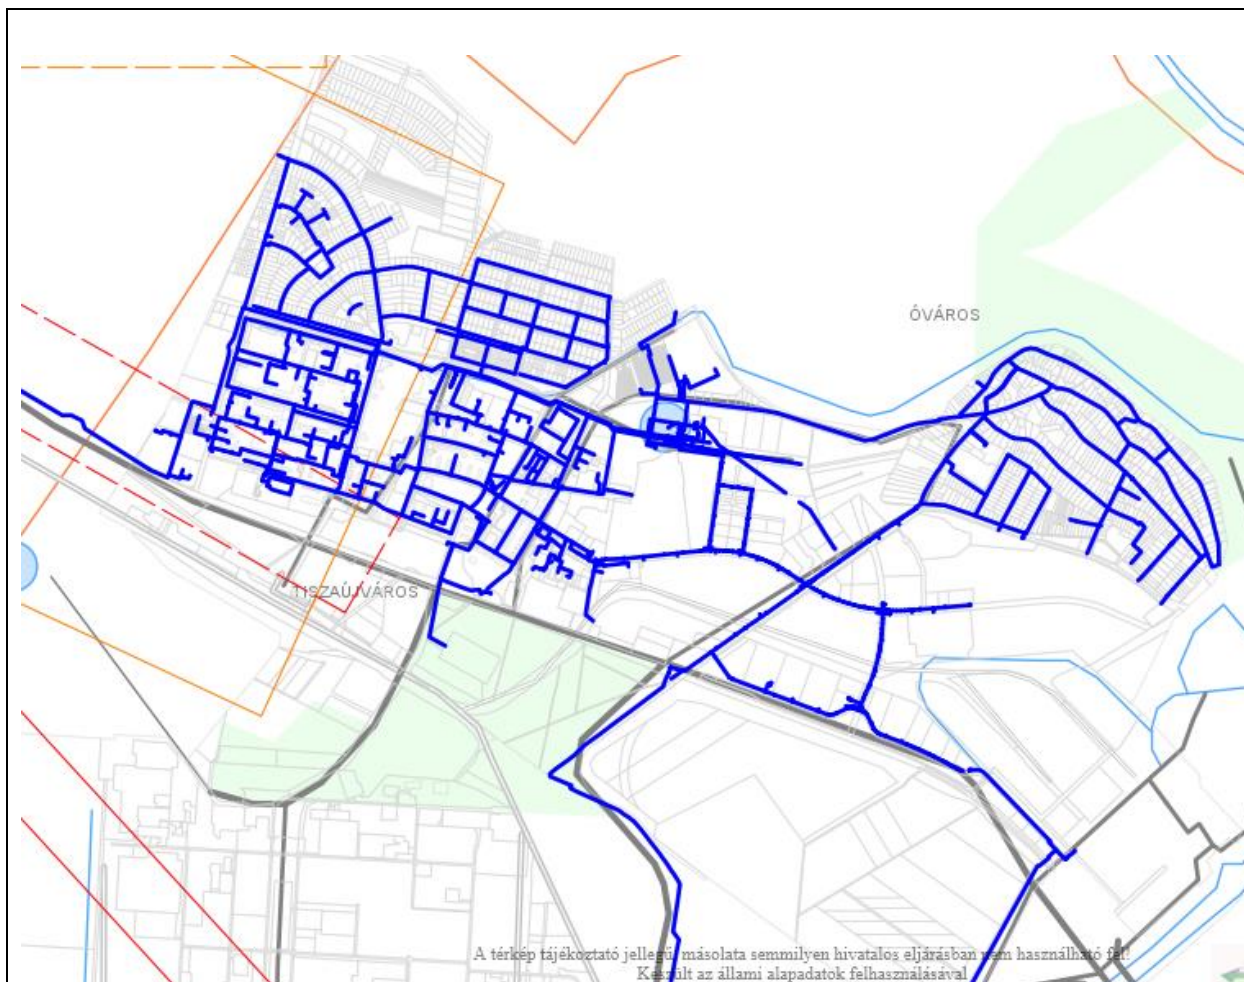 ÓVÁROS
TISZAÚJVÁROS
A térkép tájékoztató jellegű, másolata semmilyen hivatalos eljárásban nem használható fel!
Készült az állami alapadatok felhasználásával